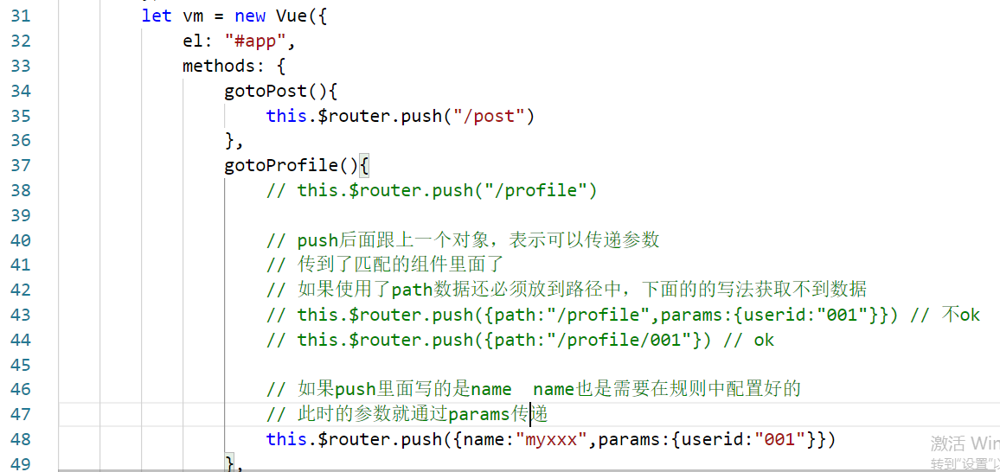 31 let vm = new Vue({
32 el: "#app",
33 methods: {
34 gotoPost(){
35 this.$router.push("/post")
36 },
37 gotoProfile(){
38 // this.$router.push("/profile")
39
40 // push后面跟上一个对象，表示可以传递参数
41 // 传到了匹配的组件里面了
42 // 如果使用了path数据还必须放到路径中，下面的的写法获取不到数据
43 // this.$router.push({path:"/profile",params:{userid:"001"}}) // 不ok
44 // this.$router.push({path:"/profile/001"}) // ok
45
46 // 如果push里面写的是name  name也是需要在规则中配置好的
47 // 此时的参数就通过params传递
48 this.$router.push({name:"myxxx",params:{userid:"001"}})
49 },
激活 Win
转到"设置"以